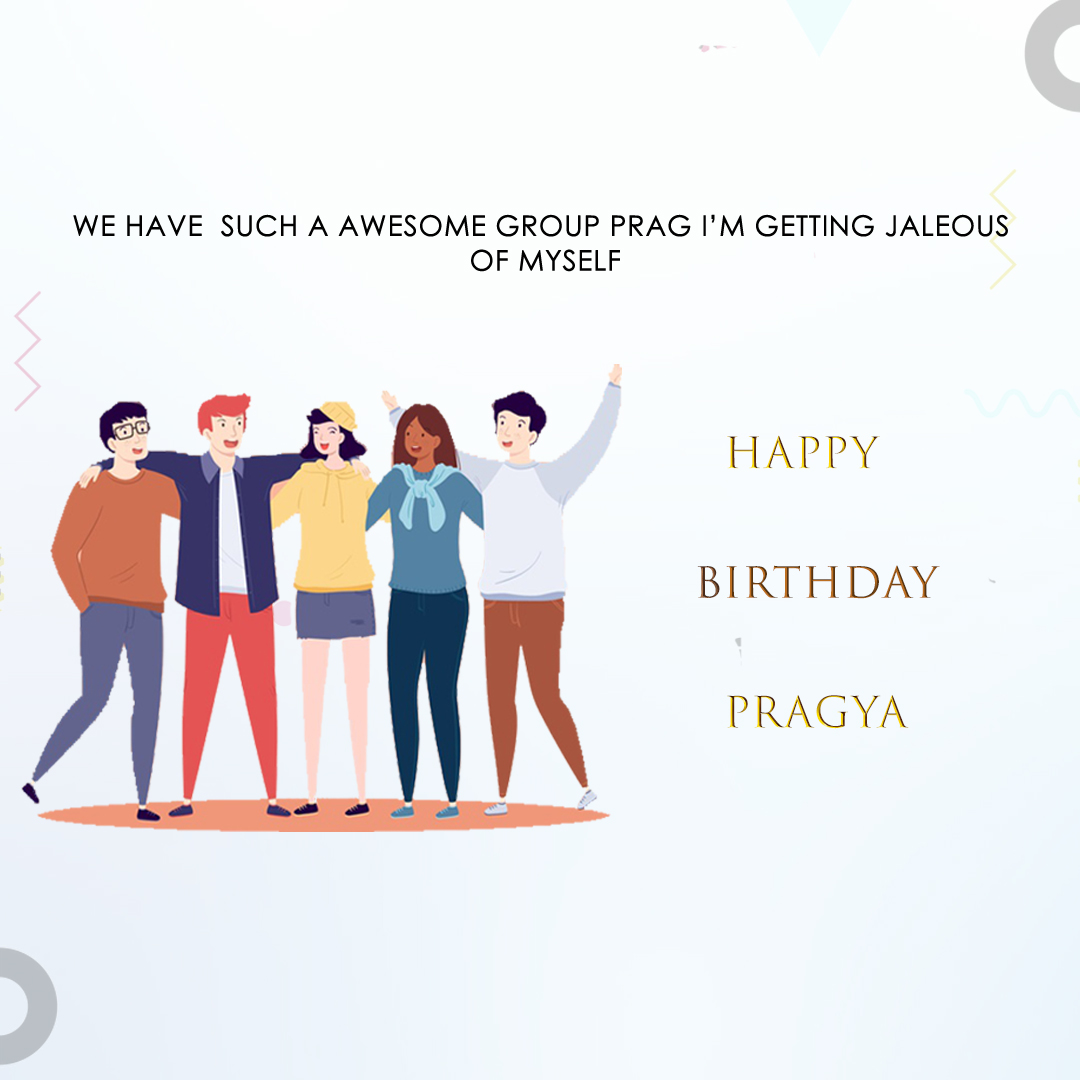 WE HAVE  SUCH A AWESOME GROUP PRAG I’M GETTING JALEOUS
OF MYSELF
HAPPY
BIRTHDAY
PRAGYA